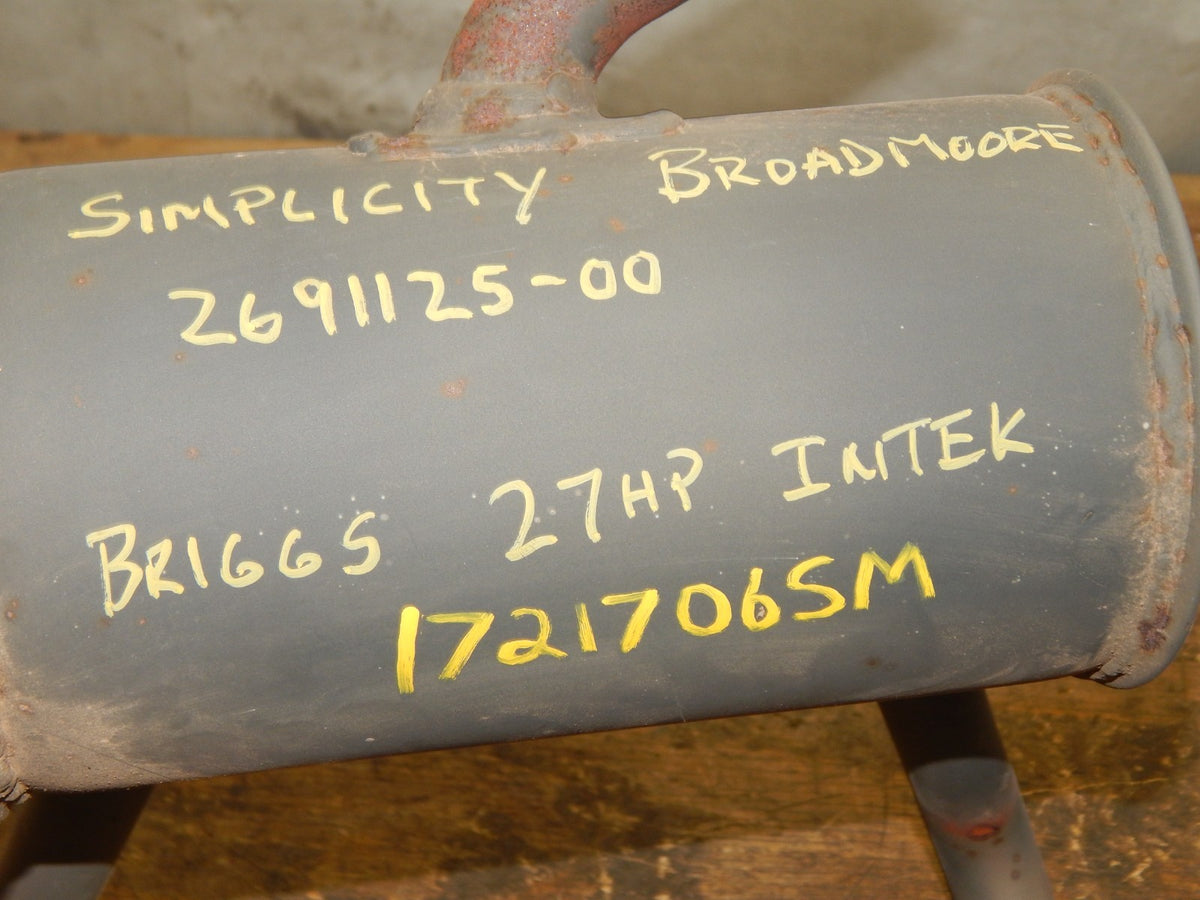 SIMPLICITY BROADMOORE
2691125-00
BRIGGS 27HP INTEK
1721706SM